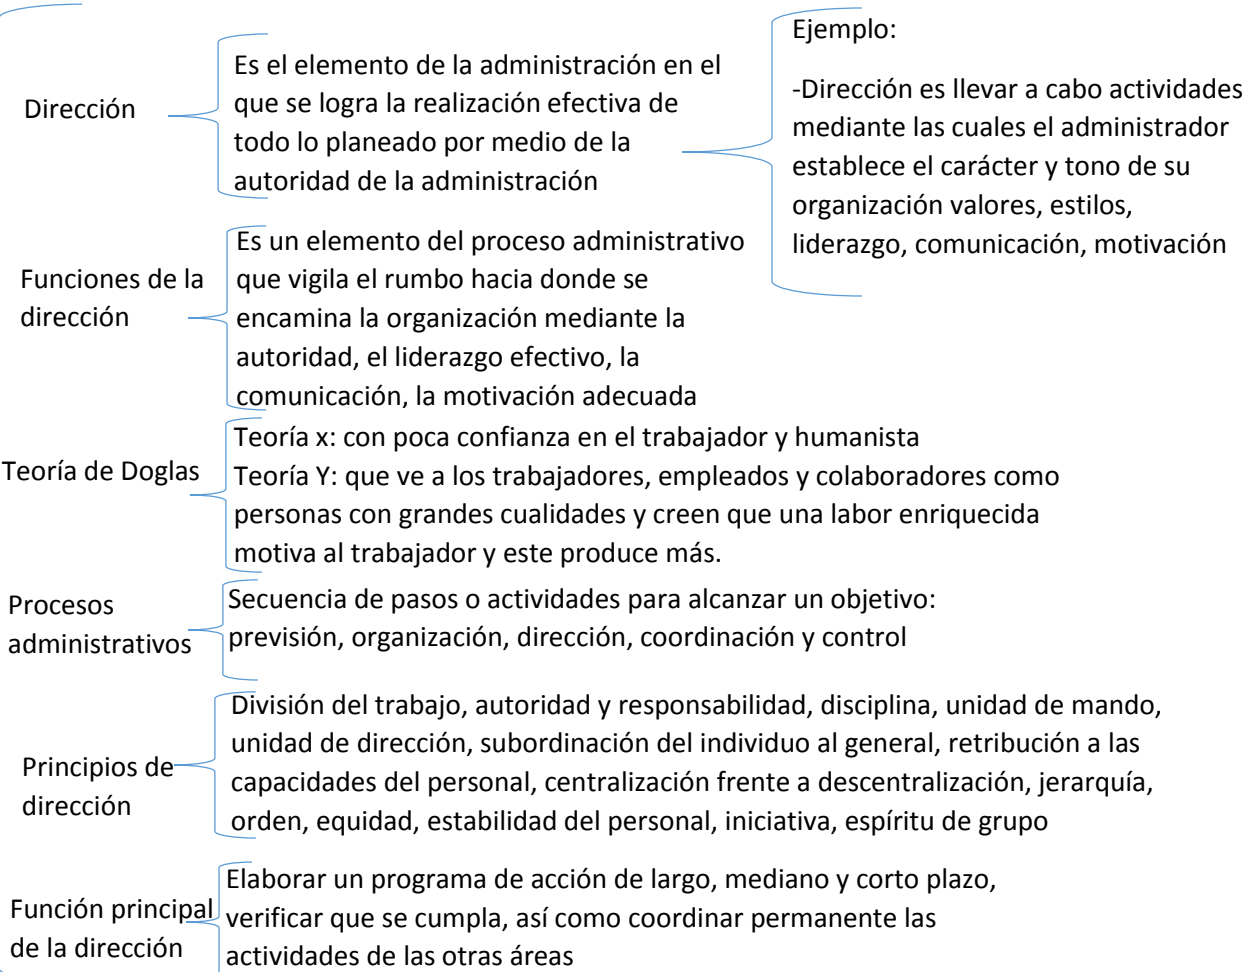 Dirección
Es el elemento de la administración en el
que se logra la realización efectiva de
todo lo planeado por medio de la
autoridad de la administración
Ejemplo:
-Dirección es llevar a cabo actividades
mediante las cuales el administrador
establece el carácter y tono de su
organización valores, estilos,
liderazgo, comunicación, motivación
Funciones de la
dirección
Es un elemento del proceso administrativo
que vigila el rumbo hacia donde se
encamina la organización mediante la
autoridad, el liderazgo efectivo, la
comunicación, la motivación adecuada
Teoría de Doglas
Teoría x: con poca confianza en el trabajador y humanista
Teoría Y: que ve a los trabajadores, empleados y colaboradores como
personas con grandes cualidades y creen que una labor enriquecida
motiva al trabajador y este produce más.
Procesos
administrativos
Secuencia de pasos o actividades para alcanzar un objetivo:
previsión, organización, dirección, coordinación y control
Principios de
dirección
División del trabajo, autoridad y responsabilidad, disciplina, unidad de mando,
unidad de dirección, subordinación del individuo al general, retribución a las
capacidades del personal, centralización frente a descentralización, jerarquía,
orden, equidad, estabilidad del personal, iniciativa, espíritu de grupo
Función principal
de la dirección
Elaborar un programa de acción de largo, mediano y corto plazo,
verificar que se cumpla, así como coordinar permanente las
actividades de las otras áreas